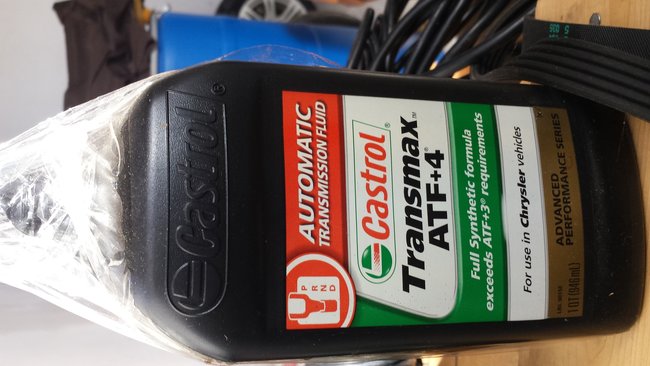 Castrol®
AUTOMATIC
TRANSMISSION FLUID
P R N D
Castrol®
Transmax™
ATF+4®
Full Synthetic formula
exceeds ATF+3® requirements
For use in Chrysler vehicles
ADVANCED
PERFORMANCE SERIES
1 QT (946 mL)